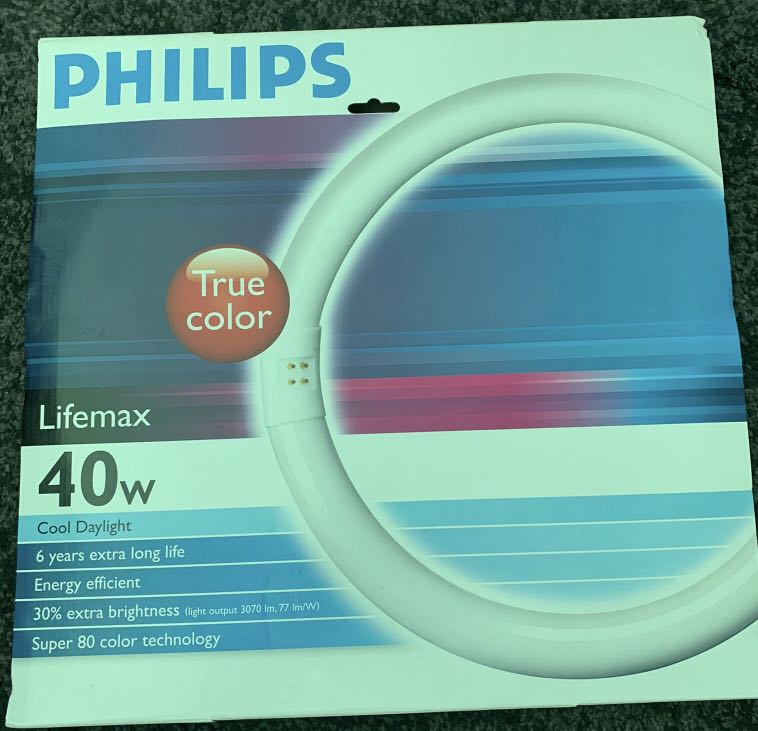 PHILIPS
True
color
Lifemax
40w
Cool Daylight
6 years extra long life
Energy efficient
30% extra brightness (light output 3070 lm, 77 lm/W)
Super 80 color technology